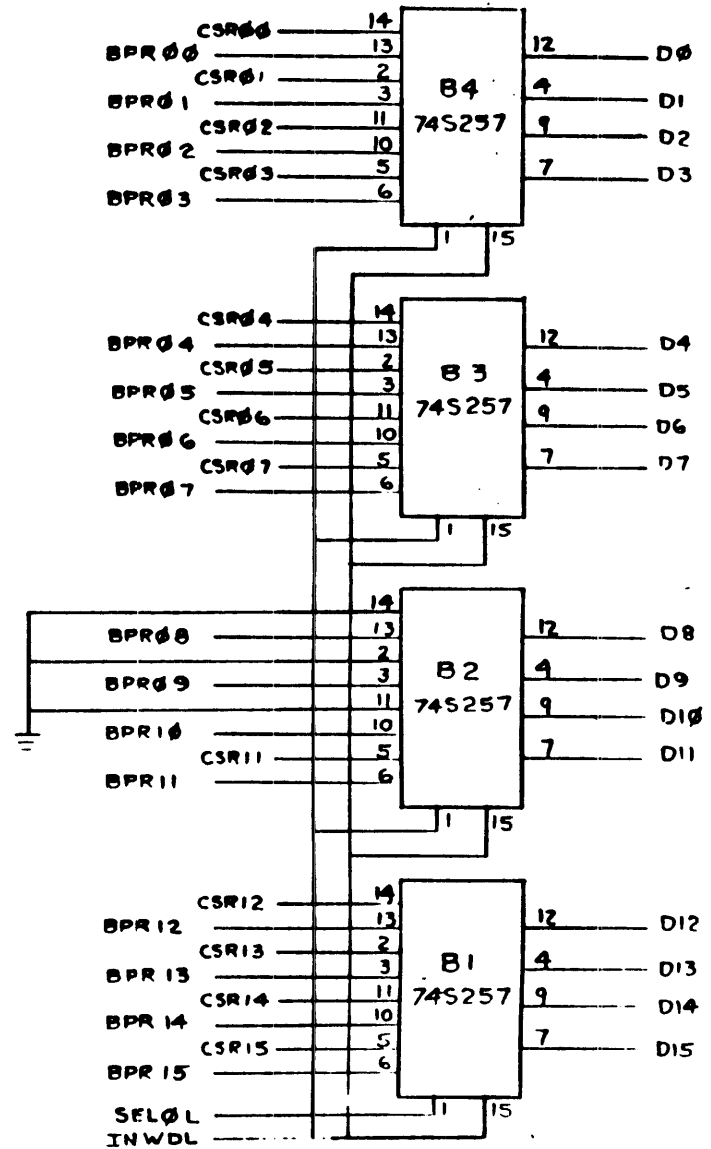 CSRØØ 14
BPRØØ 13 12 DØ
CSRØ1 2 B4 4 D1
BPRØ1 3
CSRØ2 11 74S257 9 D2
BPRØ2 10
CSRØ3 5 7 D3
BPRØ3 6
1 15
CSRØ4 14
BPRØ4 13 12 D4
CSRØ5 2 B3 4 D5
BPRØ5 3
CSRØ6 11 74S257 9 D6
BPRØ6 10
CSRØ7 5 7 D7
BPRØ7 6
1 15
14
BPRØ8 13 12 D8
2 B2 4 D9
BPRØ9 3
11 74S257 9 D1Ø
BPR1Ø 10
CSR11 5 7 D11
BPR11 6
1 15
CSR12 14
BPR12 13 12 D12
CSR13 2 B1 4 D13
BPR13 3
CSR14 11 74S257 9 D14
BPR14 10
CSR15 5 7 D15
BPR15 6
SELØL 1 15
INWDL